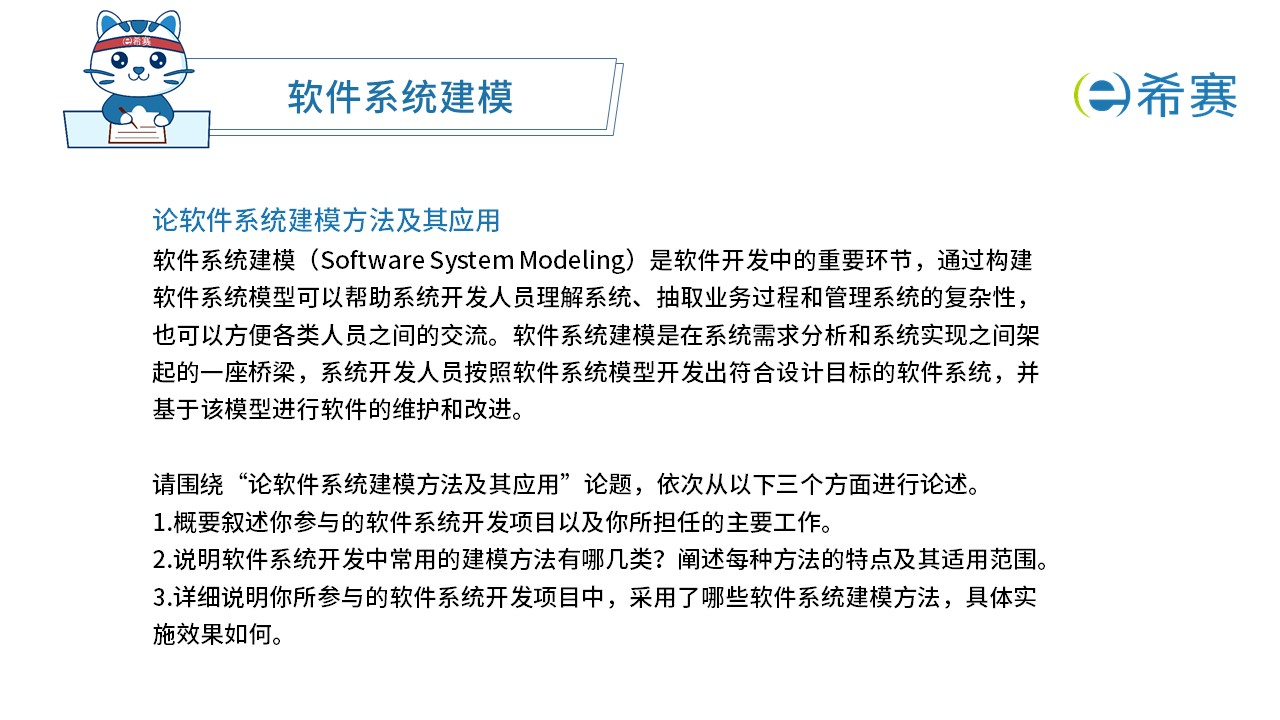 希赛
软件系统建模
希赛
论软件系统建模方法及其应用
软件系统建模（Software System Modeling）是软件开发中的重要环节，通过构建
软件系统模型可以帮助系统开发人员理解系统、抽取业务过程和管理系统的复杂性，
也可以方便各类人员之间的交流。软件系统建模是在系统需求分析和系统实现之间架
起的一座桥梁，系统开发人员按照软件系统模型开发出符合设计目标的软件系统，并
基于该模型进行软件的维护和改进。
请围绕“论软件系统建模方法及其应用”论题，依次从以下三个方面进行论述。
1.概要叙述你参与的软件系统开发项目以及你所担任的主要工作。
2.说明软件系统开发中常用的建模方法有哪几类？阐述每种方法的特点及其适用范围。
3.详细说明你所参与的软件系统开发项目中，采用了哪些软件系统建模方法，具体实
施效果如何。